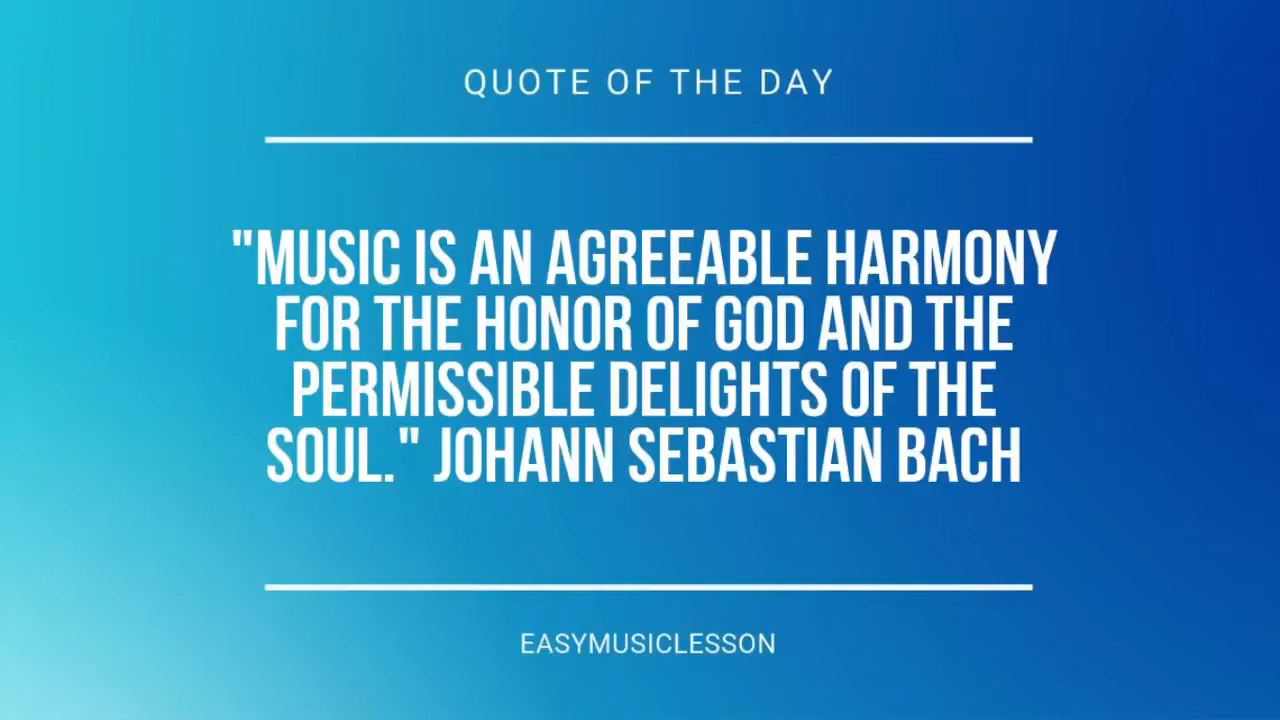 QUOTE OF THE DAY
"MUSIC IS AN AGREEABLE HARMONY
FOR THE HONOR OF GOD AND THE
PERMISSIBLE DELIGHTS OF THE
SOUL." JOHANN SEBASTIAN BACH
EASYMUSICLESSON